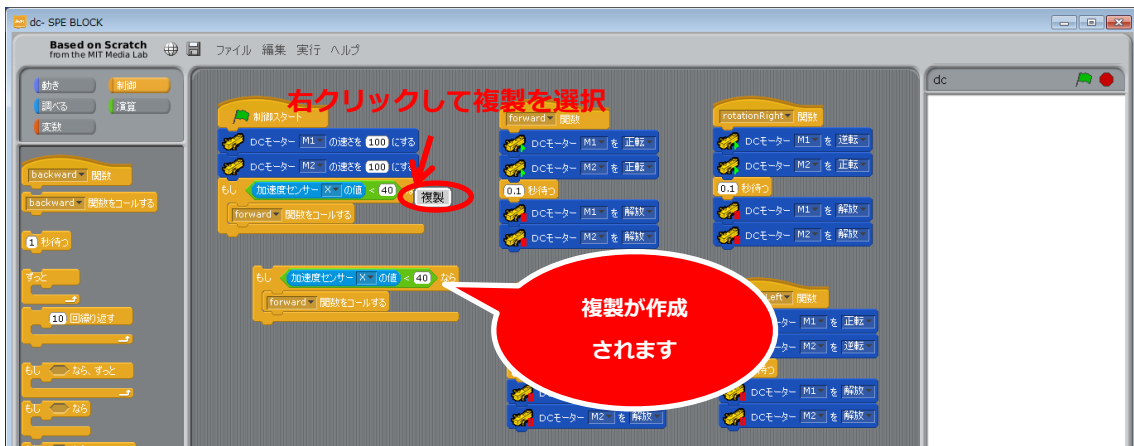 dc- SPE BLOCK
Based on Scratch
from the MIT Media Lab
ファイル 編集 実行 ヘルプ
動き 制御
調べる 演算
変数
backward 関数
backward 関数をコールする
1 秒待つ
ずっと
10 回繰り返す
もし なら、ずっと
もし なら
右クリックして複製を選択
制御スタート
DCモーター M1 の速さを 100 にする
DCモーター M2 の速さを 100 にする
もし 加速度センサー X の値 < 40
複製
forward 関数をコールする
もし 加速度センサー X の値 < 40 なら
forward 関数をコールする
forward 関数
DCモーター M1 を 正転
DCモーター M2 を 正転
0.1 秒待つ
DCモーター M1 を 解放
DCモーター M2 を 解放
rotationRight 関数
DCモーター M1 を 逆転
DCモーター M2 を 正転
0.1 秒待つ
DCモーター M1 を 解放
DCモーター M2 を 解放
複製が作成
されます
Left 関数
ーター M1 を 正転
ーター M2 を 逆転
待つ
DCモーター M1 を 解放
DCモーター M2 を 解放
DCモーター M2 を 解放
dc